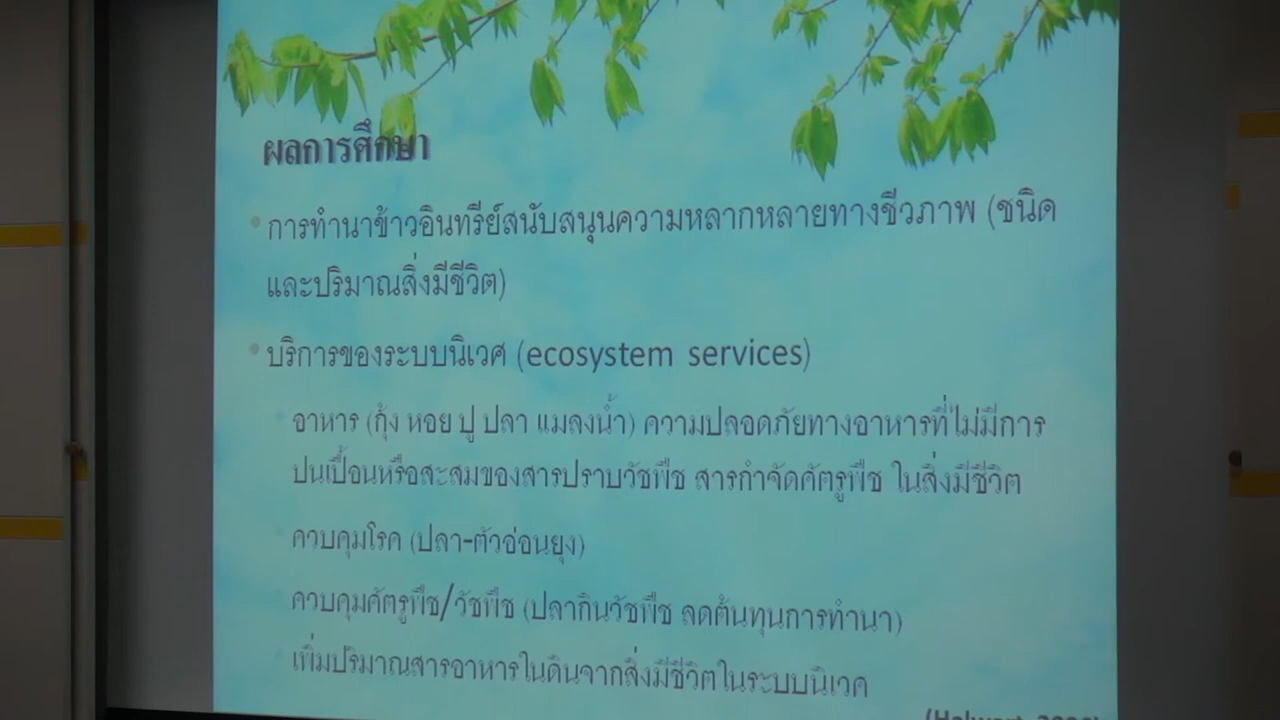 ผลการศึกษา
การทำนาข้าวอินทรีย์สนับสนุนความหลากหลายทางชีวภาพ (ชนิด
และปริมาณสิ่งมีชีวิต)
บริการของระบบนิเวศ (ecosystem services)
อาหาร (กุ้ง หอย ปู ปลา แมลงน้ำ) ความปลอดภัยทางอาหารที่ไม่มีการ
ปนเปื้อนหรือสะสมของสารปราบวัชพืช สารกำจัดศัตรูพืช ในสิ่งมีชีวิต
ควบคุมโรค (ปลา-ตัวอ่อนยุง)
ควบคุมศัตรูพืช/วัชพืช (ปลากินวัชพืช ลดต้นทุนการทำนา)
เพิ่มปริมาณสารอาหารในดินจากสิ่งมีชีวิตในระบบนิเวศ